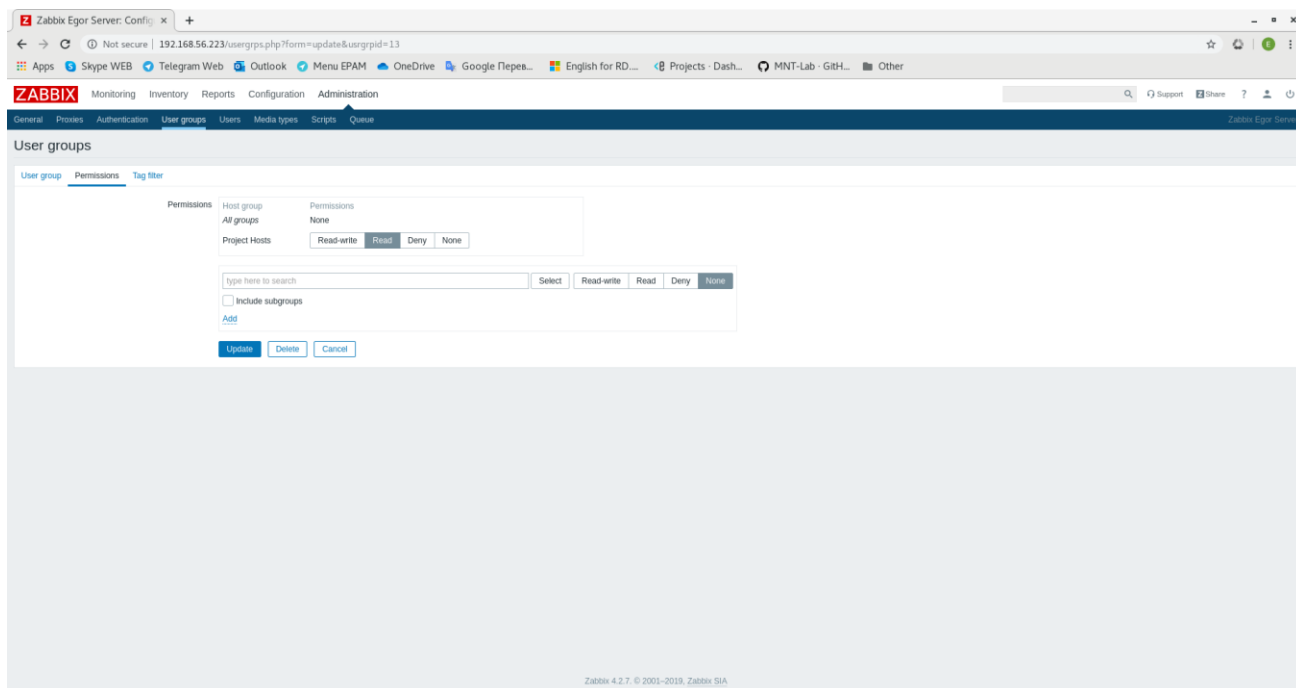 Z Zabbix Egor Server: Config × +
Not secure | 192.168.56.223/usergrps.php?form=update&usrgrpid=13
Apps Skype WEB Telegram Web Outlook Menu EPAM OneDrive Google Перев... English for RD.... Projects · Dash... MNT-Lab · GitH... Other
ZABBIX Monitoring Inventory Reports Configuration Administration Support Z Share ?
General Proxies Authentication User groups Users Media types Scripts Queue Zabbix Egor Server
User groups
User group Permissions Tag filter
Permissions Host group Permissions
All groups None
Project Hosts Read-write Read Deny None
type here to search Select Read-write Read Deny None
Include subgroups
Add
Update Delete Cancel
Zabbix 4.2.7. © 2001–2019, Zabbix SIA